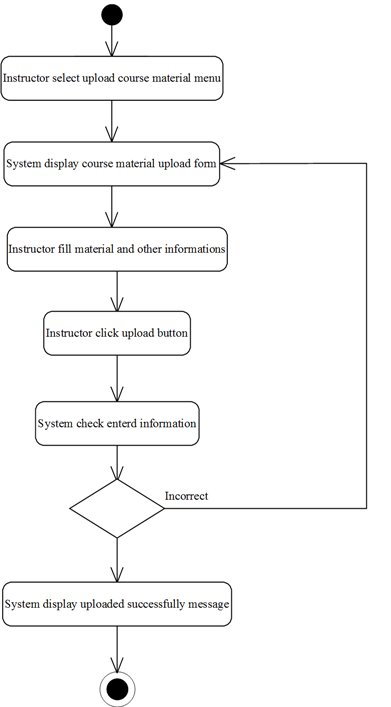 Instructor select upload course material menu
System display course material upload form
Instructor fill material and other informations
Instructor click upload button
System check enterd information
Incorrect
System display uploaded successfully message